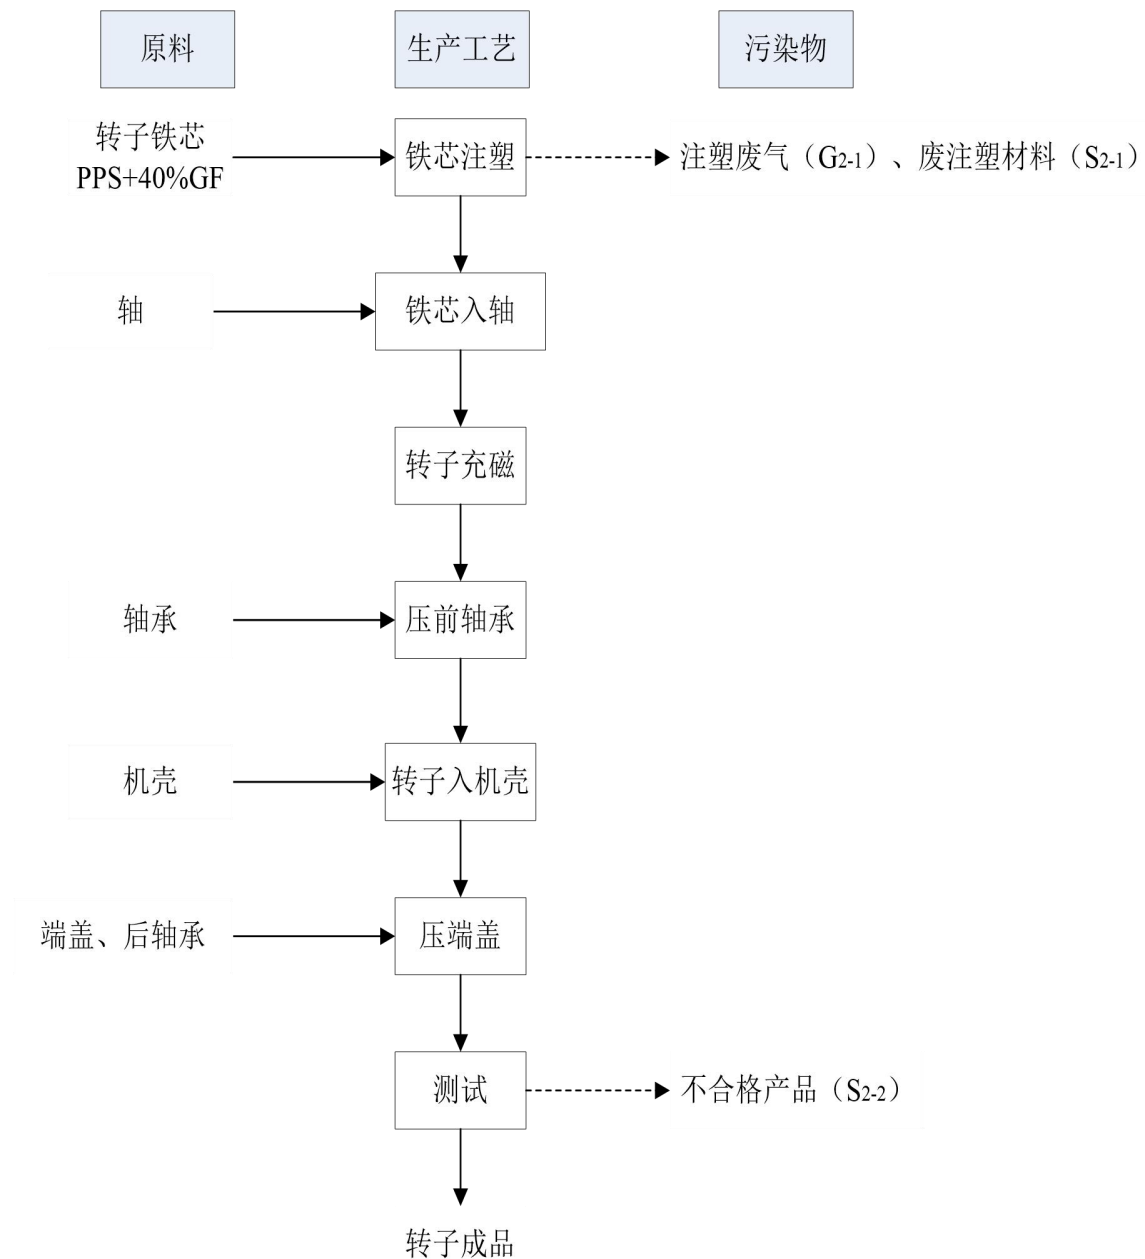 原料
生产工艺
污染物
转子铁芯
PPS+40%GF
铁芯注塑
注塑废气（G2-1）、废注塑材料（S2-1）
轴
铁芯入轴
转子充磁
轴承
压前轴承
机壳
转子入机壳
端盖、后轴承
压端盖
测试
不合格产品（S2-2）
转子成品